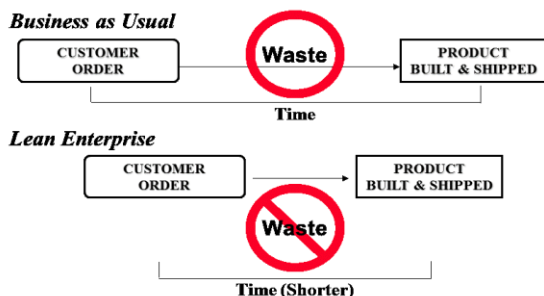 Business as Usual
CUSTOMER
ORDER
Waste
PRODUCT
BUILT & SHIPPED
Time
Lean Enterprise
CUSTOMER
ORDER
PRODUCT
BUILT & SHIPPED
Waste
Time (Shorter)